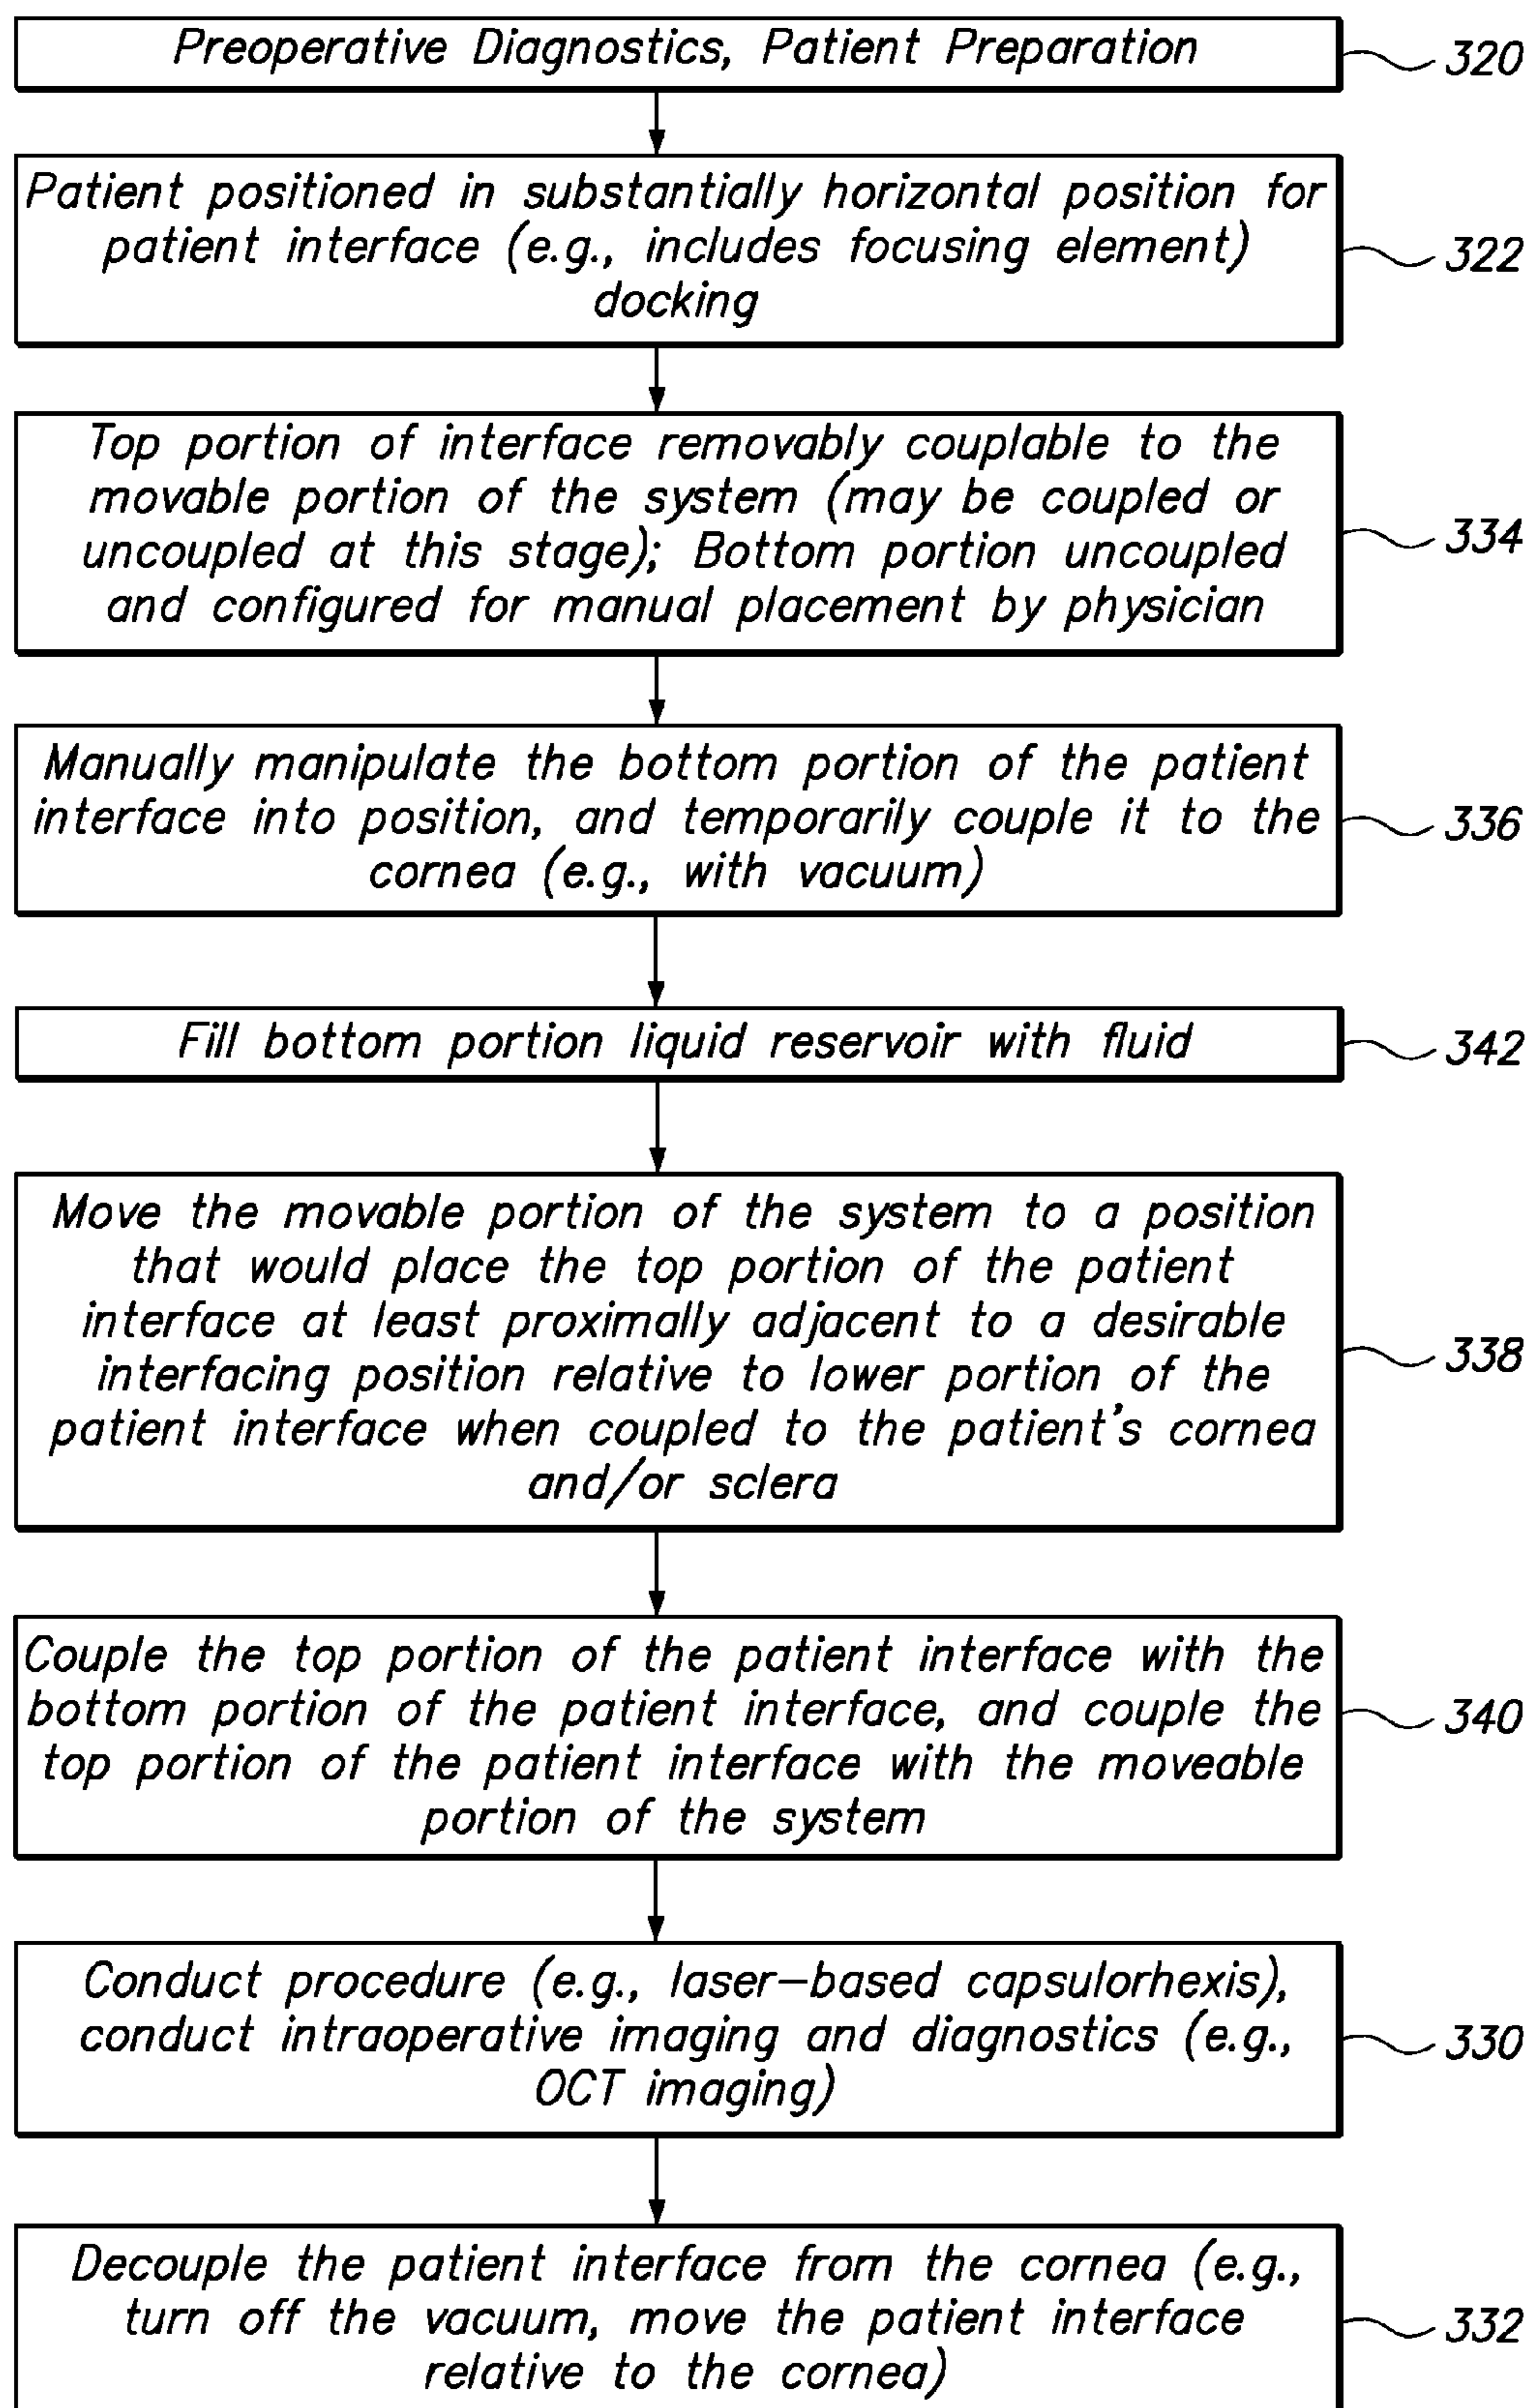 Preoperative Diagnostics, Patient Preparation
320
Patient positioned in substantially horizontal position for
patient interface (e.g., includes focusing element)
docking
322
Top portion of interface removably couplable to the
movable portion of the system (may be coupled or
uncoupled at this stage); Bottom portion uncoupled
and configured for manual placement by physician
334
Manually manipulate the bottom portion of the patient
interface into position, and temporarily couple it to the
cornea (e.g., with vacuum)
336
Fill bottom portion liquid reservoir with fluid
342
Move the movable portion of the system to a position
that would place the top portion of the patient
interface at least proximally adjacent to a desirable
interfacing position relative to lower portion of the
patient interface when coupled to the patient's cornea
and/or sclera
338
Couple the top portion of the patient interface with the
bottom portion of the patient interface, and couple the
top portion of the patient interface with the moveable
portion of the system
340
Conduct procedure (e.g., laser-based capsulorhexis),
conduct intraoperative imaging and diagnostics (e.g.,
OCT imaging)
330
Decouple the patient interface from the cornea (e.g.,
turn off the vacuum, move the patient interface
relative to the cornea)
332